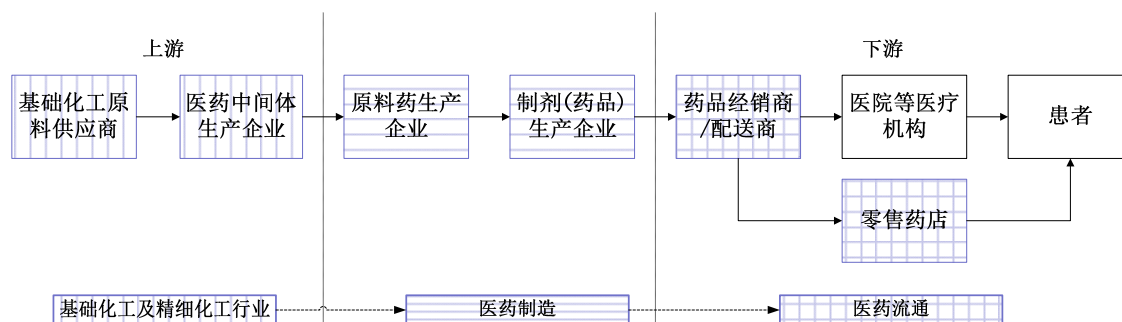 上游
下游
基础化工原
料供应商
医药中间体
生产企业
原料药生产
企业
制剂(药品)
生产企业
药品经销商
/配送商
医院等医疗
机构
患者
零售药店
基础化工及精细化工行业
医药制造
医药流通